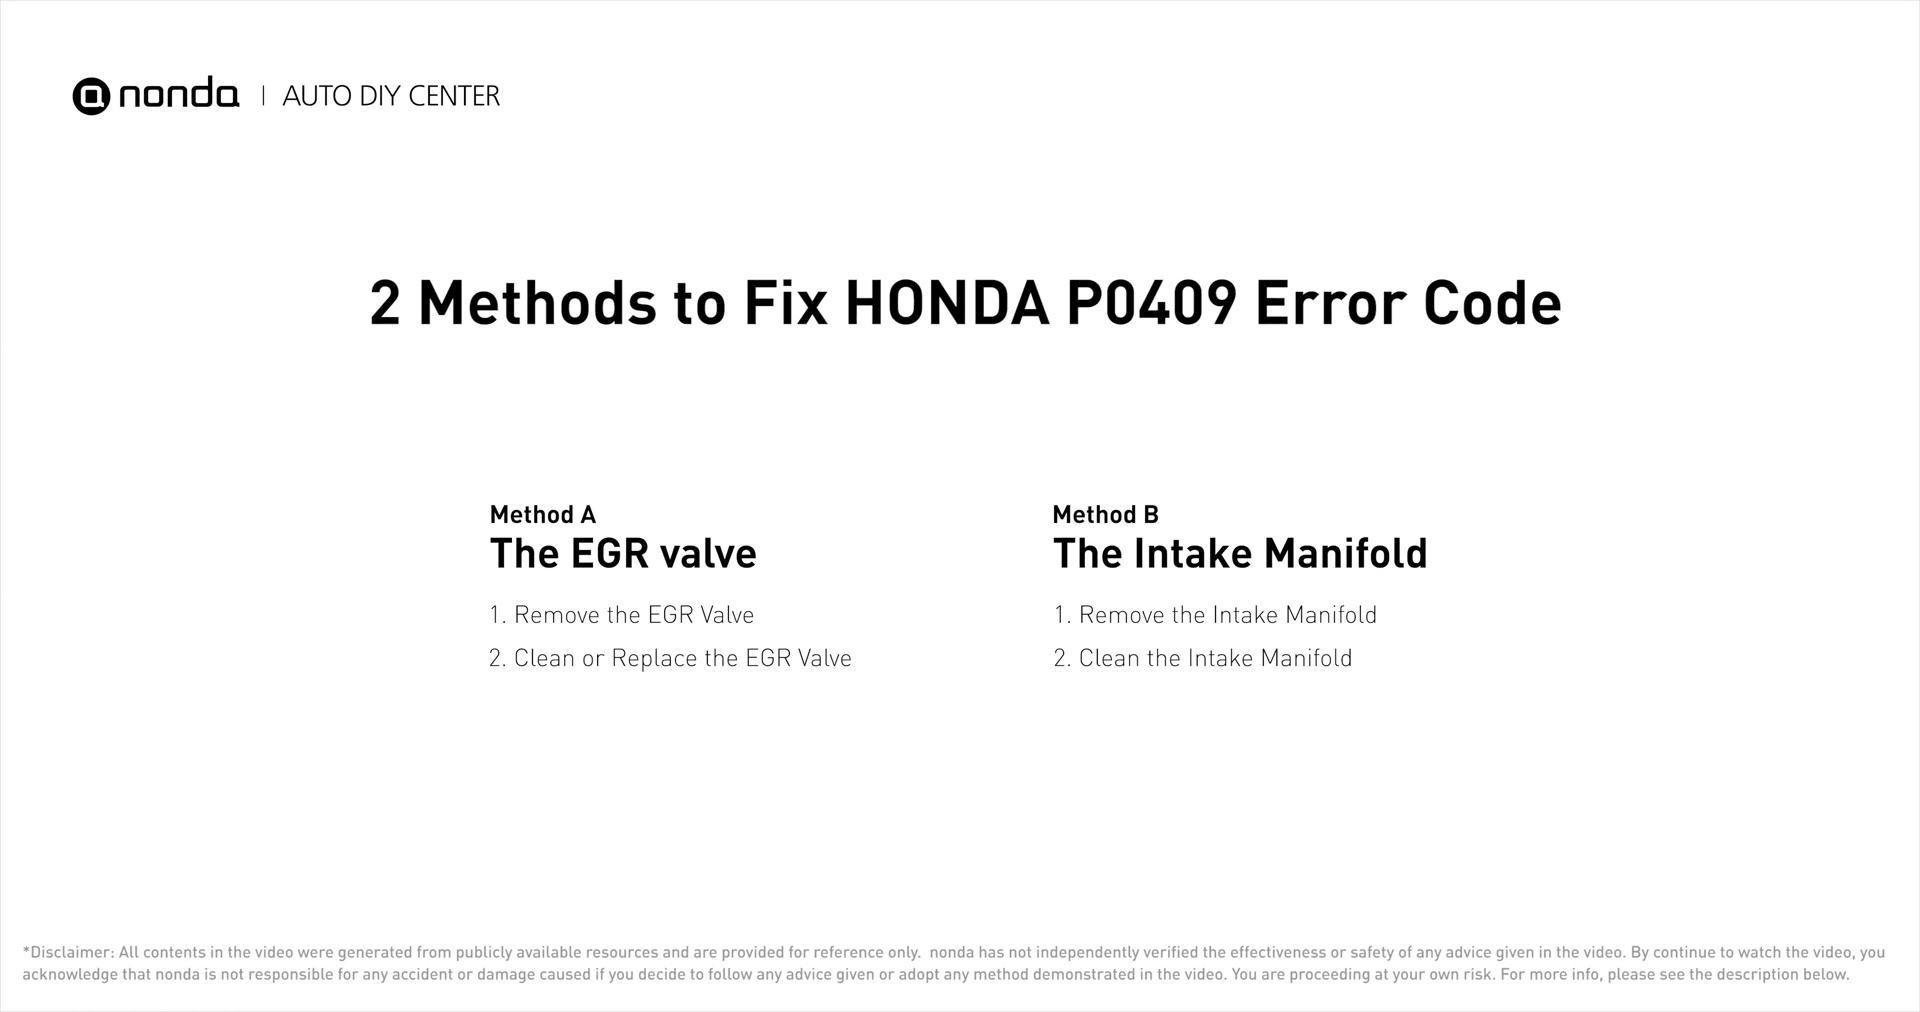 nonda | AUTO DIY CENTER
2 Methods to Fix HONDA P0409 Error Code
Method A
The EGR valve
1. Remove the EGR Valve
2. Clean or Replace the EGR Valve
Method B
The Intake Manifold
1. Remove the Intake Manifold
2. Clean the Intake Manifold
*Disclaimer: All contents in the video were generated from publicly available resources and are provided for reference only.  nonda has not independently verified the effectiveness or safety of any advice given in the video. By continue to watch the video, you
acknowledge that nonda is not responsible for any accident or damage caused if you decide to follow any advice given or adopt any method demonstrated in the video. You are proceeding at your own risk. For more info, please see the description below.